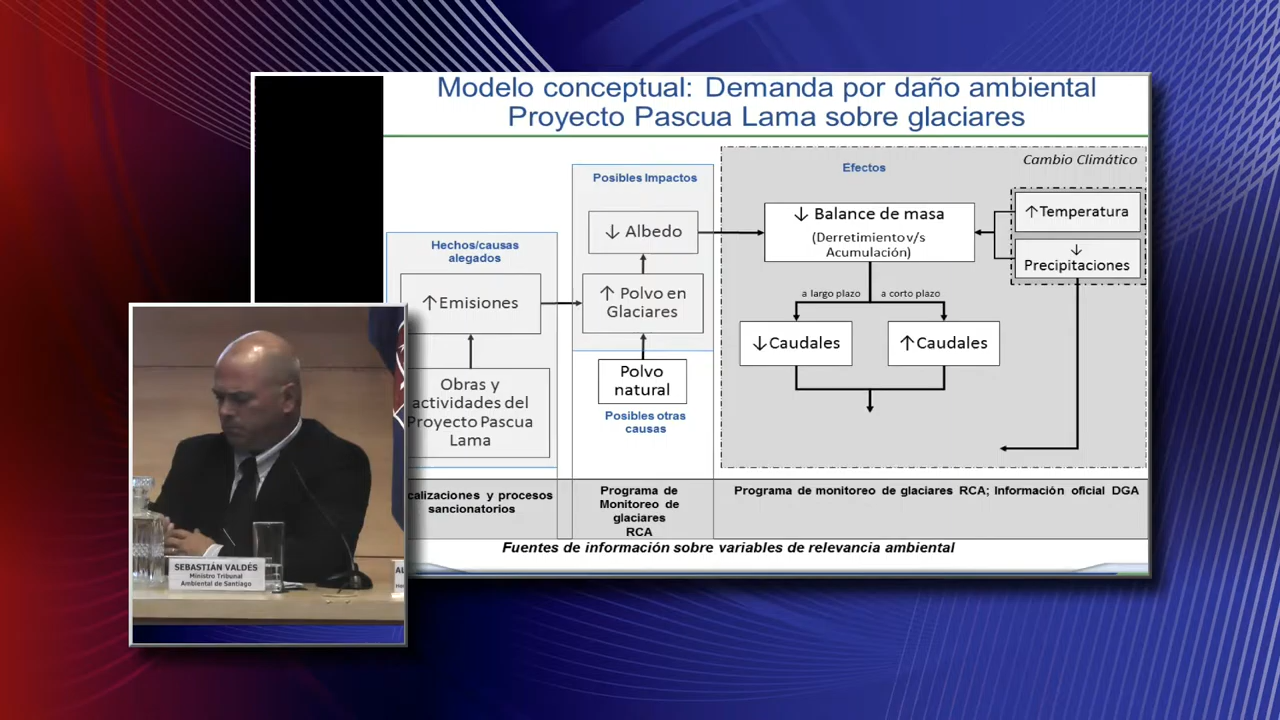 Modelo conceptual: Demanda por daño ambiental
Proyecto Pascua Lama sobre glaciares
Cambio Climático
Efectos
Posibles Impactos
Hechos/causas
alegados
↓ Albedo
↓ Balance de masa
(Derretimiento v/s
Acumulación)
↑Temperatura
↓
Precipitaciones
↑Emisiones
↑ Polvo en
Glaciares
a largo plazo
a corto plazo
↓Caudales
↑Caudales
Polvo
natural
Posibles otras
causas
Obras y
actividades del
Proyecto Pascua
Lama
calizaciones y procesos
sancionatorios
Programa de
Monitoreo de
glaciares
RCA
Programa de monitoreo de glaciares RCA; Información oficial DGA
Fuentes de información sobre variables de relevancia ambiental
SEBASTIÁN VALDÉS
Ministro Tribunal
Ambiental de Santiago